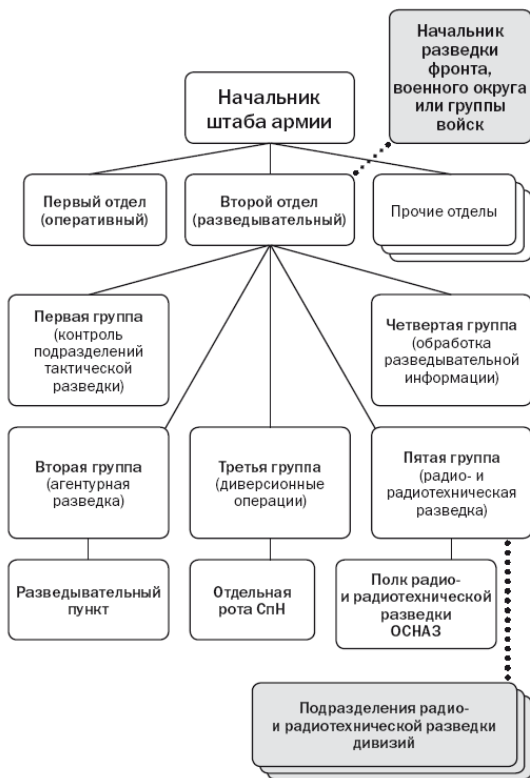 Начальник
разведки
фронта,
военного округа
или группы
войск
Начальник
штаба армии
Первый отдел
(оперативный)
Второй отдел
(разведывательный)
Прочие отделы
Первая группа
(контроль
подразделений
тактической
разведки)
Четвертая группа
(обработка
разведывательной
информации)
Вторая группа
(агентурная
разведка)
Третья группа
(диверсионные
операции)
Пятая группа
(радио- и
радиотехническая
разведка)
Разведывательный
пункт
Отдельная
рота СпН
Полк радио-
и радиотехнической
разведки
ОСНАЗ
Подразделения радио-
и радиотехнической разведки
дивизий